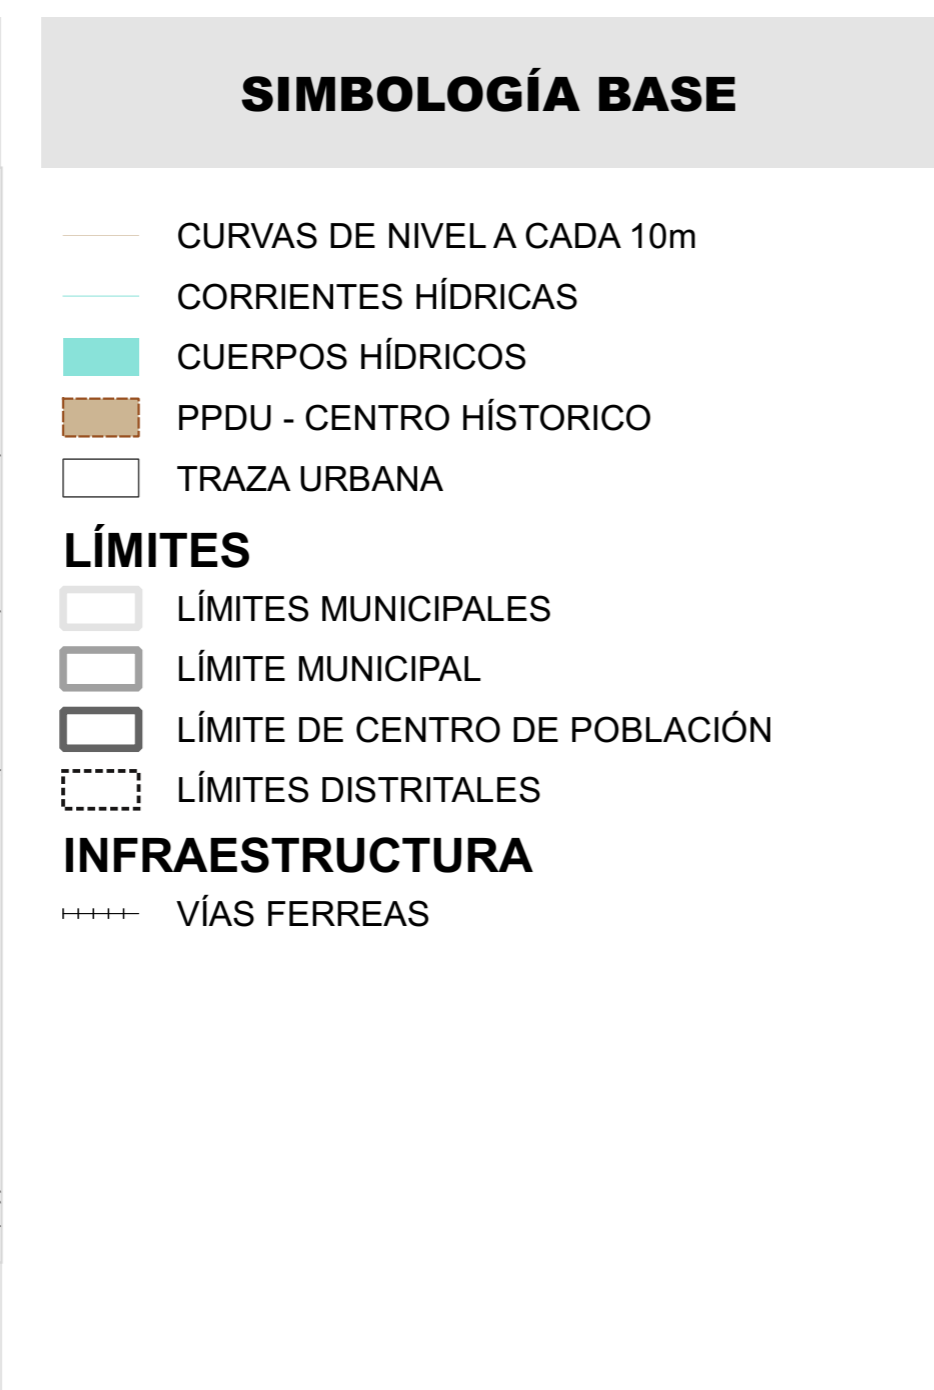 SIMBOLOGÍA BASE
CURVAS DE NIVEL A CADA 10m
CORRIENTES HÍDRICAS
CUERPOS HÍDRICOS
PPDU - CENTRO HÍSTORICO
TRAZA URBANA
LÍMITES
LÍMITES MUNICIPALES
LÍMITE MUNICIPAL
LÍMITE DE CENTRO DE POBLACIÓN
LÍMITES DISTRITALES
INFRAESTRUCTURA
VÍAS FERREAS